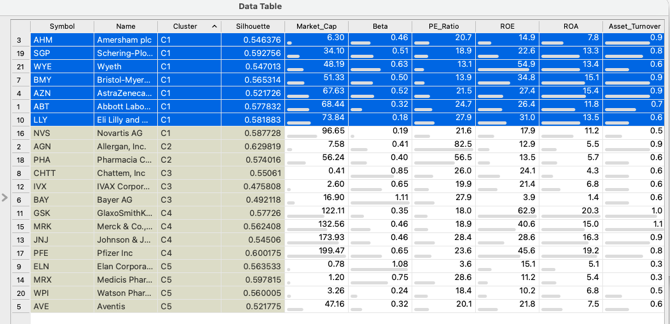 Data Table
Symbol Name Cluster Silhouette Market_Cap Beta PE_Ratio ROE ROA Asset_Turnover
3 AHM Amersham plc C1 0.546376 6.30 0.46 20.7 14.9 7.8 0.9
19 SGP Schering-Plo... C1 0.592756 34.10 0.51 18.9 22.6 13.3 0.8
21 WYE Wyeth C1 0.547013 48.19 0.63 13.1 54.9 13.4 0.6
7 BMY Bristol-Myer... C1 0.565314 51.33 0.50 13.9 34.8 15.1 0.9
4 AZN AstraZeneca... C1 0.521726 67.63 0.52 21.5 27.4 15.4 0.9
1 ABT Abbott Labo... C1 0.577832 68.44 0.32 24.7 26.4 11.8 0.7
10 LLY Eli Lilly and ... C1 0.581883 73.84 0.18 27.9 31.0 13.5 0.6
16 NVS Novartis AG C1 0.587728 96.65 0.19 21.6 17.9 11.2 0.5
2 AGN Allergan, Inc. C2 0.629819 7.58 0.41 82.5 12.9 5.5 0.9
18 PHA Pharmacia C... C2 0.574016 56.24 0.40 56.5 13.5 5.7 0.6
8 CHTT Chattem, Inc C3 0.55061 0.41 0.85 26.0 24.1 4.3 0.6
12 IVX IVAX Corpor... C3 0.475808 2.60 0.65 19.9 21.4 6.8 0.6
6 BAY Bayer AG C3 0.492118 16.90 1.11 27.9 3.9 1.4 0.6
11 GSK GlaxoSmithK... C4 0.57726 122.11 0.35 18.0 62.9 20.3 1.0
15 MRK Merck & Co.,... C4 0.562408 132.56 0.46 18.9 40.6 15.0 1.1
13 JNJ Johnson & J... C4 0.54506 173.93 0.46 28.4 28.6 16.3 0.9
17 PFE Pfizer Inc C4 0.600175 199.47 0.65 23.6 45.6 19.2 0.8
9 ELN Elan Corpora... C5 0.563533 0.78 1.08 3.6 15.1 5.1 0.3
14 MRX Medicis Phar... C5 0.597815 1.20 0.75 28.6 11.2 5.4 0.3
20 WPI Watson Phar... C5 0.560005 3.26 0.24 18.4 10.2 6.8 0.5
5 AVE Aventis C5 0.521775 47.16 0.32 20.1 21.8 7.5 0.6